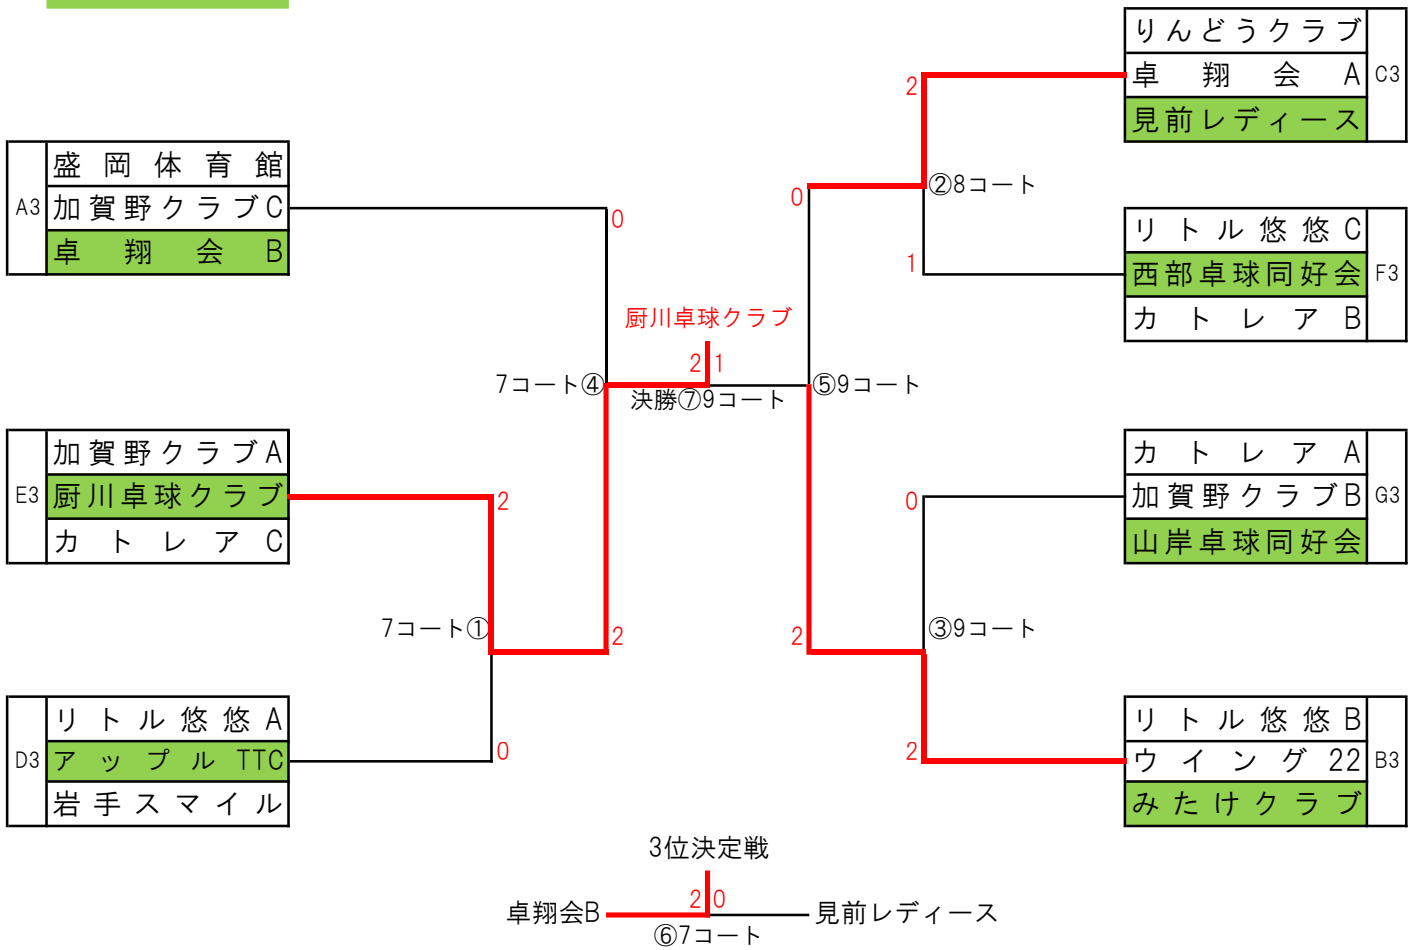 A3
盛岡体育館
加賀野クラブC
卓翔会B
E3
加賀野クラブA
厨川卓球クラブ
カトレアC
D3
リトル悠悠A
アップルTTC
岩手スマイル
0
2
7コート①
0
7コート④
2
厨川卓球クラブ
2 1
決勝⑦9コート
0
⑤9コート
2
2
②8コート
1
0
③9コート
2
りんどうクラブ
卓翔会A
見前レディース
C3
リトル悠悠C
西部卓球同好会
カトレアB
F3
カトレアA
加賀野クラブB
山岸卓球同好会
G3
リトル悠悠B
ウイング22
みたけクラブ
B3
3位決定戦
卓翔会B 2 0 見前レディース
⑥7コート